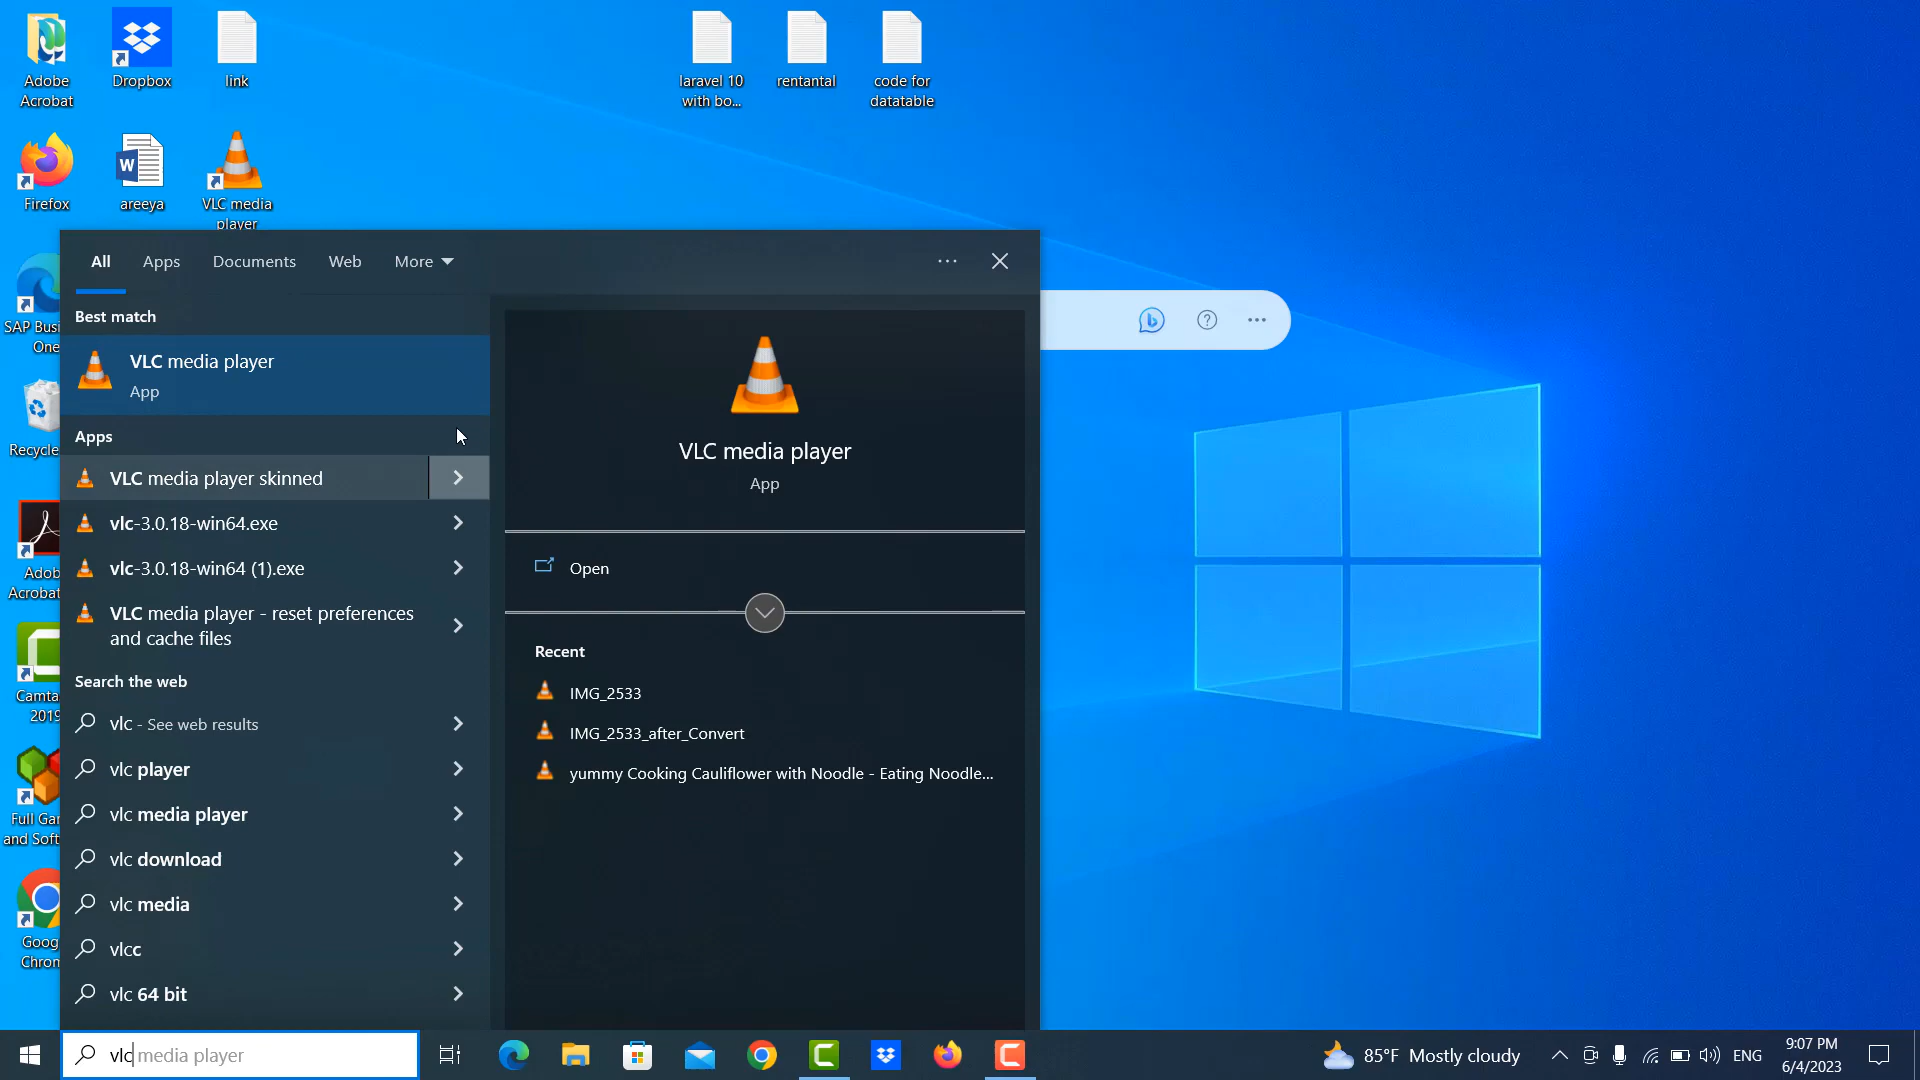 Adobe
Acrobat
Dropbox
link
laravel 10
with bo...
rentantal
code for
datatable
Firefox
W
areeya
VLC media
player
SAP Busi
One
Recycle
Adob
Acrobat
Camta
2019
Full Gar
and Soft
Goog
Chrom
All
Apps
Documents
Web
More
Best match
VLC media player
App
Apps
VLC media player skinned
vlc-3.0.18-win64.exe
vlc-3.0.18-win64 (1).exe
VLC media player - reset preferences
and cache files
Search the web
vlc - See web results
vlc player
vlc media player
vlc download
vlc media
vlcc
vlc 64 bit
VLC media player
App
Open
Recent
IMG_2533
IMG_2533_after_Convert
yummy Cooking Cauliflower with Noodle - Eating Noodle...
vlc media player
85°F Mostly cloudy
ENG
9:07 PM
6/4/2023